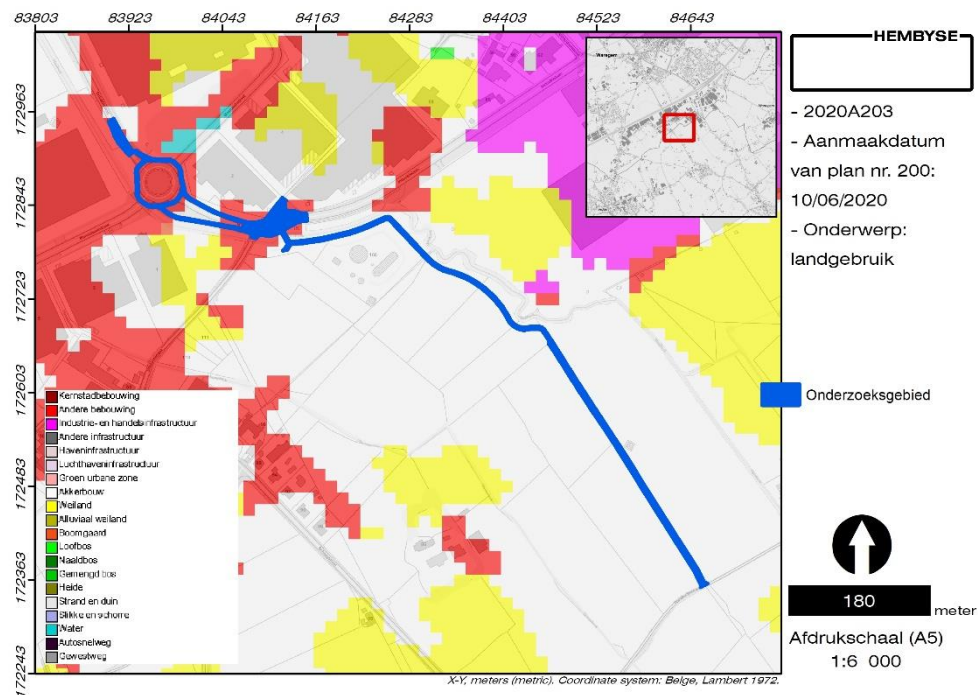 83803 83923 84043 84163 84283 84403 84523 84643
172963
172843
172723
172603
172483
172363
172243
HEMBYSE
- 2020A203
- Aanmaakdatum
van plan nr. 200:
10/06/2020
- Onderwerp:
landgebruik
Onderzoeksgebied
Kernstadbebouwing
Andere bebouwing
Industrie- en handelsinfrastructuur
Andere infrastructuur
Haveninfrastructuur
Luchthaveninfrastructuur
Groen urbane zone
Akkerbouw
Weiland
Alluviaal weiland
Boomgaard
Loofbos
Naaldbos
Gemengd bos
Heide
Strand en duin
Slikke en schorre
Water
Autosnelweg
Gewestweg
180 meter
Afdrukschaal (A5)
1:6 000
X-Y, meters (metric). Coordinate system: Belge, Lambert 1972.